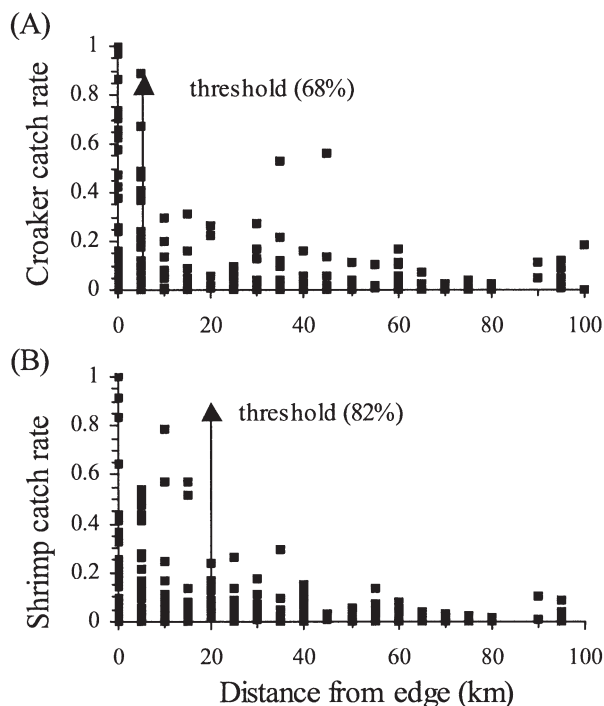 (A)
Croaker catch rate
1
0.8
0.6
0.4
0.2
0
threshold (68%)
0 20 40 60 80 100
(B)
Shrimp catch rate
1
0.8
0.6
0.4
0.2
0
threshold (82%)
0 20 40 60 80 100
Distance from edge (km)